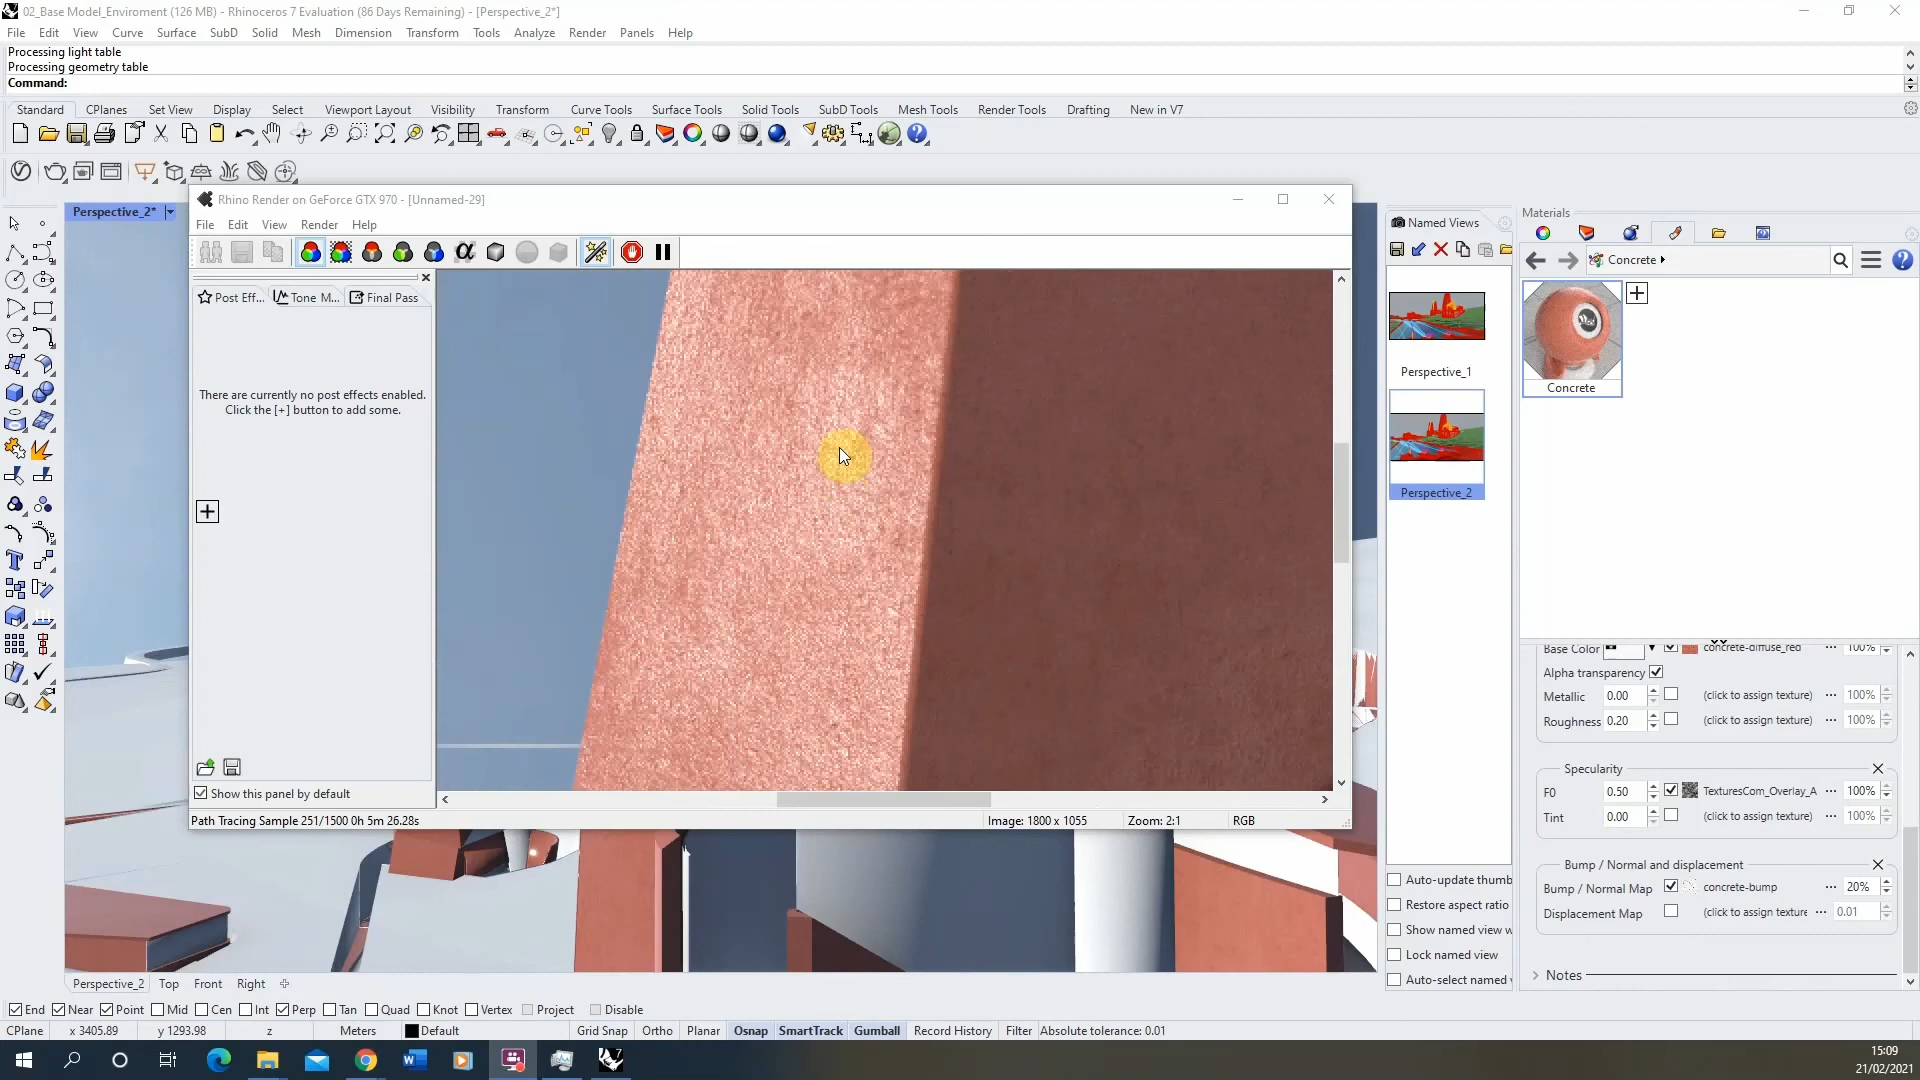 02_Base Model_Enviroment (126 MB) - Rhinoceros 7 Evaluation (86 Days Remaining) - [Perspective_2*]
File Edit View Curve Surface SubD Solid Mesh Dimension Transform Tools Analyze Render Panels Help
Processing light table
Processing geometry table
Command:
Standard CPlanes Set View Display Select Viewport Layout Visibility Transform Curve Tools Surface Tools Solid Tools SubD Tools Mesh Tools Render Tools Drafting New in V7
Perspective_2*
Rhino Render on GeForce GTX 970 - [Unnamed-29]
File Edit View Render Help
Post Eff... Tone M... Final Pass
There are currently no post effects enabled.
Click the [+] button to add some.
Show this panel by default
Path Tracing Sample 251/1500 0h 5m 26.28s
Image: 1800 x 1055
Zoom: 2:1
RGB
Named Views
Perspective_1
Perspective_2
Auto-update thumb
Restore aspect ratio
Show named view w
Lock named view
Auto-select named
Materials
Concrete
Concrete
Base Color concrete-diffuse_red ... 100%
Alpha transparency
Metallic 0.00 (click to assign texture) ... 100%
Roughness 0.20 (click to assign texture) ... 100%
Specularity
F0 0.50 TexturesCom_Overlay_A ... 100%
Tint 0.00 (click to assign texture) ... 100%
Bump / Normal and displacement
Bump / Normal Map concrete-bump ... 20%
Displacement Map (click to assign texture ... 0.01
Notes
Perspective_2 Top Front Right
End Near Point Mid Cen Int Perp Tan Quad Knot Vertex Project Disable
CPlane x 3405.89 y 1293.98 z Meters Default Grid Snap Ortho Planar Osnap SmartTrack Gumball Record History Filter Absolute tolerance: 0.01
15:09
21/02/2021